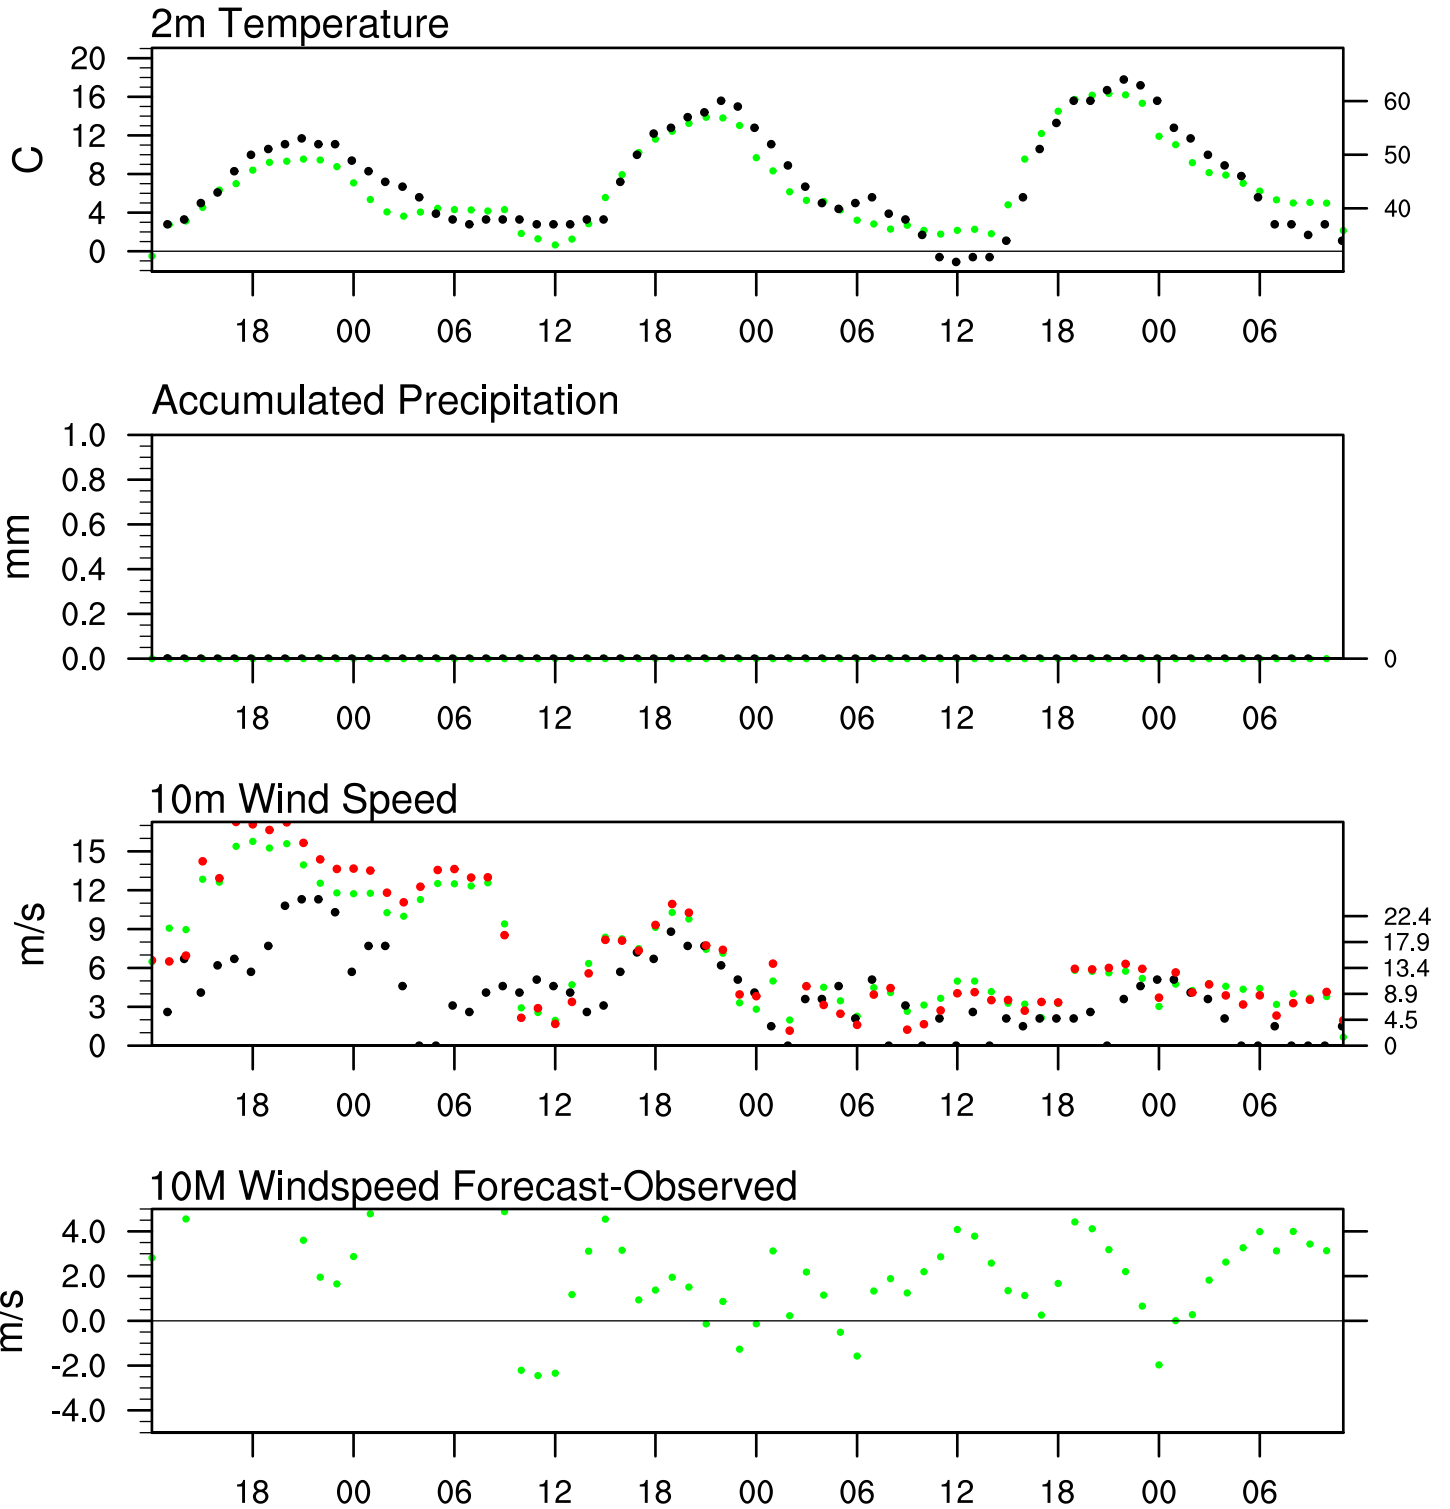 2m Temperature
20
16
12
8
4
0
C
60
50
40
18 00 06 12 18 00 06 12 18 00 06
Accumulated Precipitation
1.0
0.8
0.6
0.4
0.2
0.0
mm
0
18 00 06 12 18 00 06 12 18 00 06
10m Wind Speed
15
12
9
6
3
0
m/s
22.4
17.9
13.4
8.9
4.5
0
18 00 06 12 18 00 06 12 18 00 06
10M Windspeed Forecast-Observed
4.0
2.0
0.0
-2.0
-4.0
m/s
18 00 06 12 18 00 06 12 18 00 06